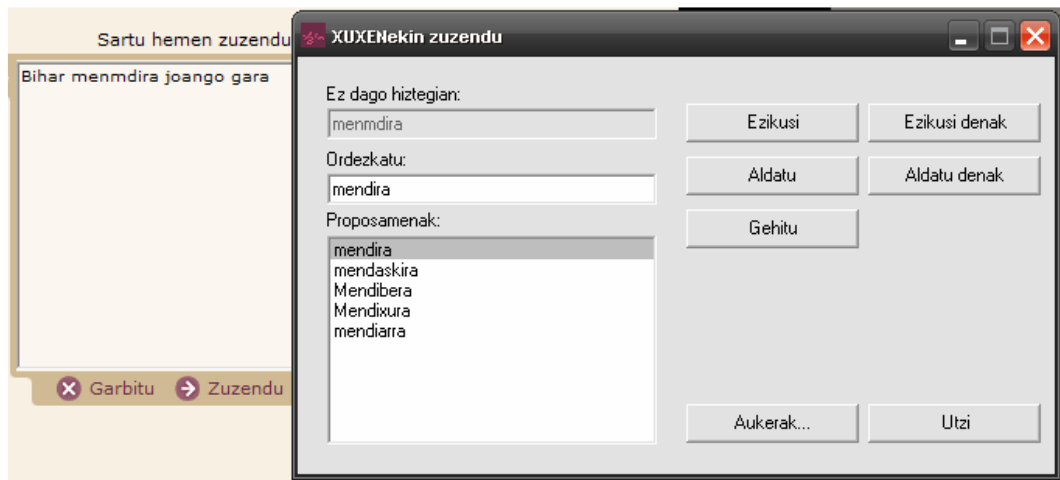 Sartu hemen zuzendu
Bihar menmdira joango gara
Garbitu
Zuzendu
XUXENekin zuzendu
Ez dago hiztegian:
menmdira
Ordezkatu:
mendira
Proposamenak:
mendira
mendaskira
Mendibera
Mendixura
mendiarra
Ezikusi
Ezikusi denak
Aldatu
Aldatu denak
Gehitu
Aukerak...
Utzi